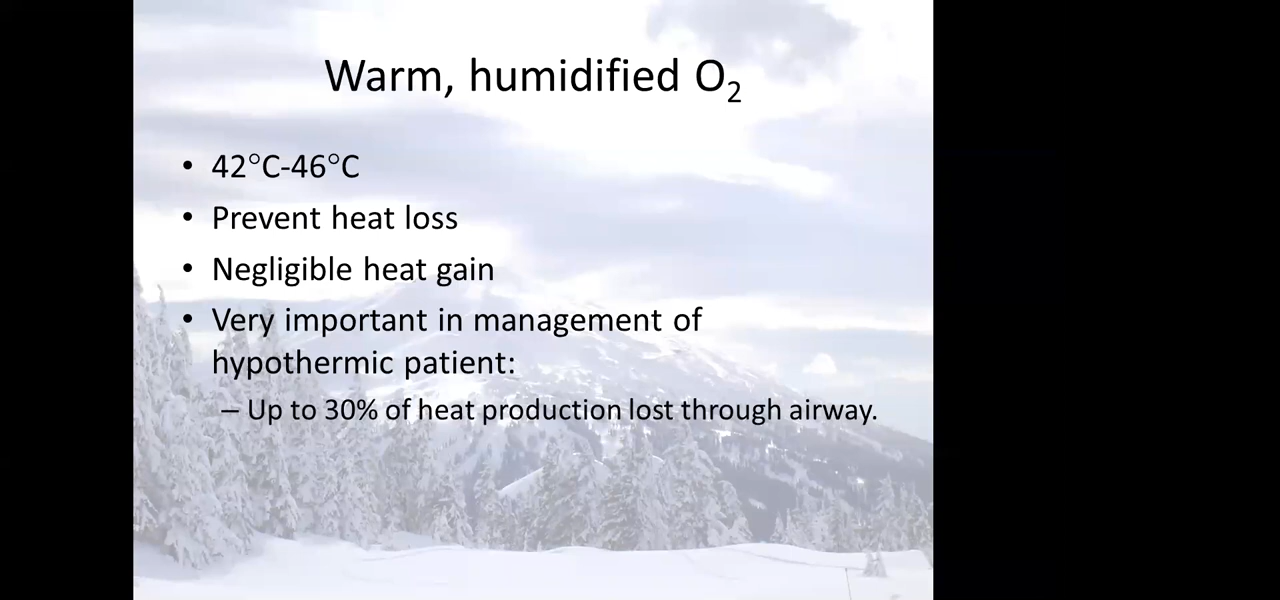 Warm, humidified O₂
• 42°C-46°C
• Prevent heat loss
• Negligible heat gain
• Very important in management of
hypothermic patient:
– Up to 30% of heat production lost through airway.